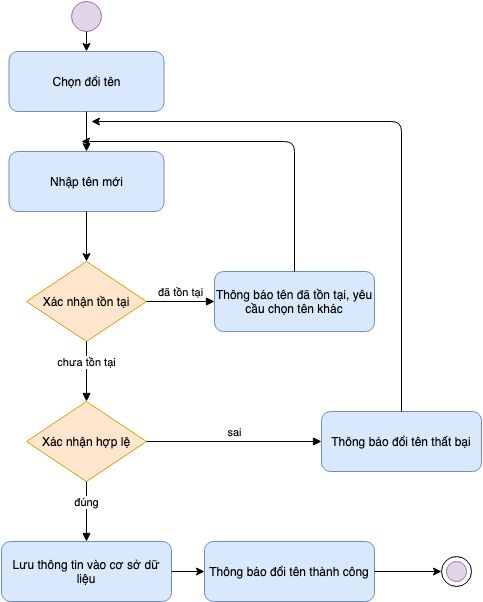 Chọn đổi tên
Nhập tên mới
Xác nhận tồn tại
đã tồn tại
Thông báo tên đã tồn tại, yêu
cầu chọn tên khác
chưa tồn tại
Xác nhận hợp lệ
sai
Thông báo đổi tên thất bại
đúng
Lưu thông tin vào cơ sở dữ
liệu
Thông báo đổi tên thành công